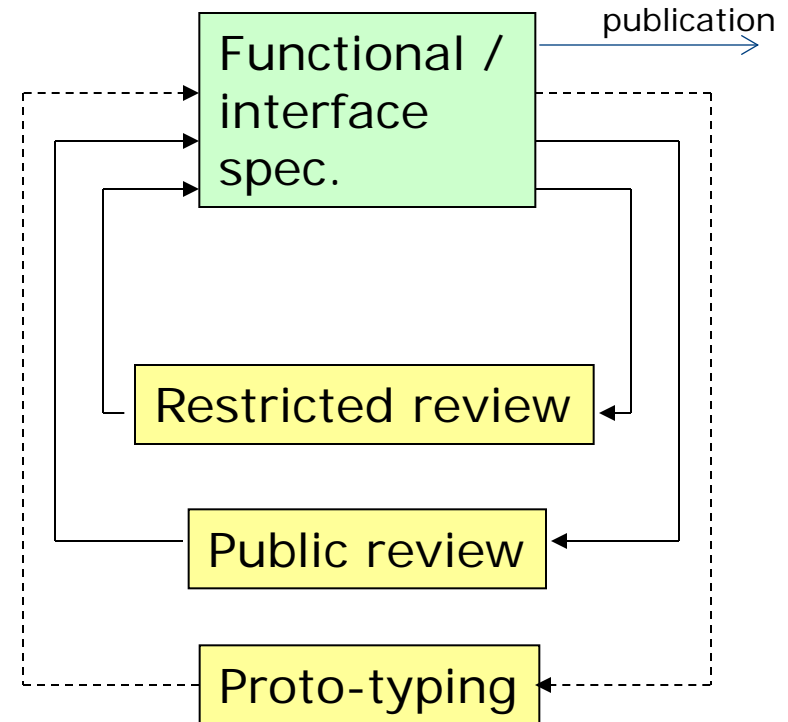 publication
Functional /
interface
spec.
Restricted review
Public review
Proto-typing